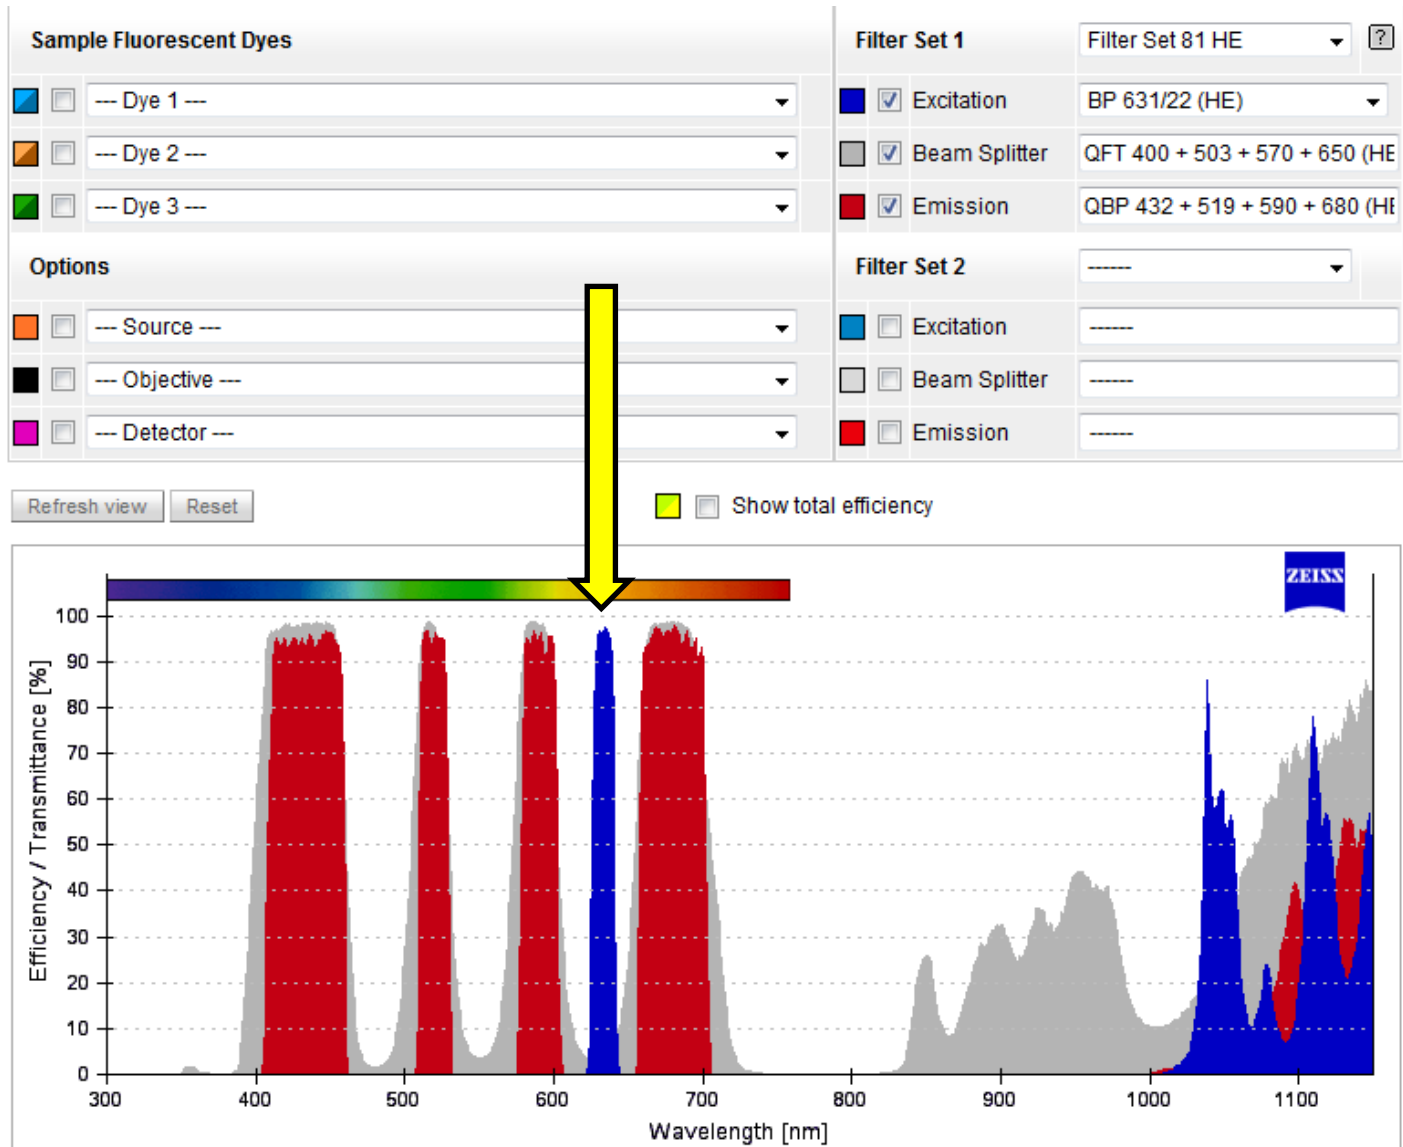 Sample Fluorescent Dyes
Filter Set 1
Filter Set 81 HE
?
--- Dye 1 ---
Excitation
BP 631/22 (HE)
--- Dye 2 ---
Beam Splitter
QFT 400 + 503 + 570 + 650 (HE
--- Dye 3 ---
Emission
QBP 432 + 519 + 590 + 680 (HE
Options
Filter Set 2
------
--- Source ---
Excitation
------
--- Objective ---
Beam Splitter
------
--- Detector ---
Emission
------
Refresh view
Reset
Show total efficiency
ZEISS
100
90
80
70
60
50
40
30
20
10
0
Efficiency / Transmittance [%]
300 400 500 600 700 800 900 1000 1100
Wavelength [nm]